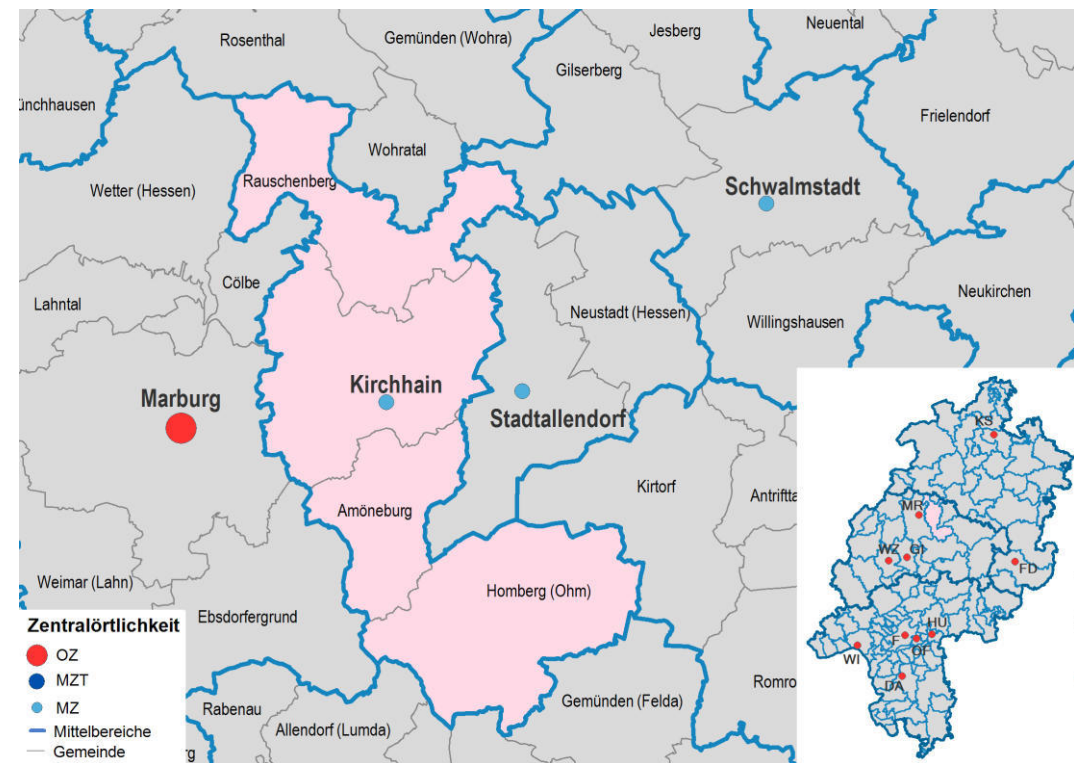 Rosenthal
Gemünden (Wohra)
Jesberg
Neuental
Gilserberg
ünchhausen
Frielendorf
Wohratal
Wetter (Hessen)
Rauschenberg
Schwalmstadt
Cölbe
Lahntal
Neukirchen
Neustadt (Hessen)
Willingshausen
Kirchhain
Marburg
Stadtallendorf
Kirtorf
Antriftta
Amöneburg
Weimar (Lahn)
Homberg (Ohm)
Ebsdorfergrund
Romro
Gemünden (Felda)
Rabenau
Allendorf (Lumda)
rg
Zentralörtlichkeit
OZ
MZT
MZ
Mittelbereiche
Gemeinde
KS
MR
WZ
GI
FD
HU
F
OF
WI
DA